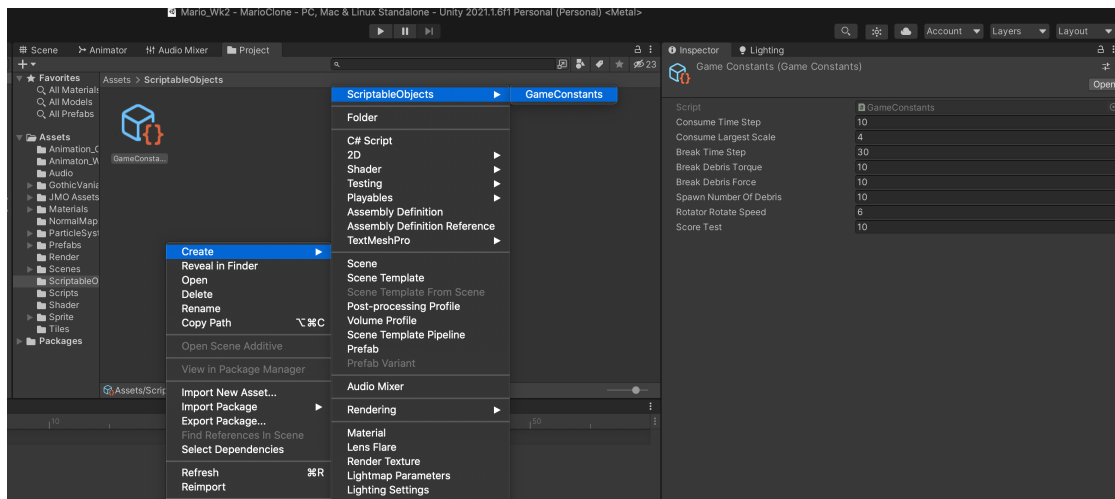 Mario_Wk2 - MarioClone - PC, Mac & Linux Standalone - Unity 2021.1.6f1 Personal (Personal) <Metal>
Account
Layers
Layout
Scene
Animator
Audio Mixer
Project
23
Favorites
All Materials
All Models
All Prefabs
Assets
Animation_C
Animaton_W
Audio
GothicVania
JMO Assets
Materials
NormalMap
ParticleSyst
Prefabs
Render
Scenes
ScriptableO
Scripts
Shader
Sprite
Tiles
Packages
Assets > ScriptableObjects
GameConsta...
Assets/Scrip
Create
Reveal in Finder
Open
Delete
Rename
Copy Path ⌥⌘C
Open Scene Additive
View in Package Manager
Import New Asset...
Import Package
Export Package...
Find References In Scene
Select Dependencies
Refresh ⌘R
Reimport
ScriptableObjects
Folder
C# Script
2D
Shader
Testing
Playables
Assembly Definition
Assembly Definition Reference
TextMeshPro
Scene
Scene Template
Scene Template From Scene
Post-processing Profile
Volume Profile
Scene Template Pipeline
Prefab
Prefab Variant
Audio Mixer
Rendering
Material
Lens Flare
Render Texture
Lightmap Parameters
Lighting Settings
GameConstants
10
50
Inspector
Lighting
Game Constants (Game Constants)
Open
Script GameConstants
Consume Time Step 10
Consume Largest Scale 4
Break Time Step 30
Break Debris Torque 10
Break Debris Force 10
Spawn Number Of Debris 10
Rotator Rotate Speed 6
Score Test 10